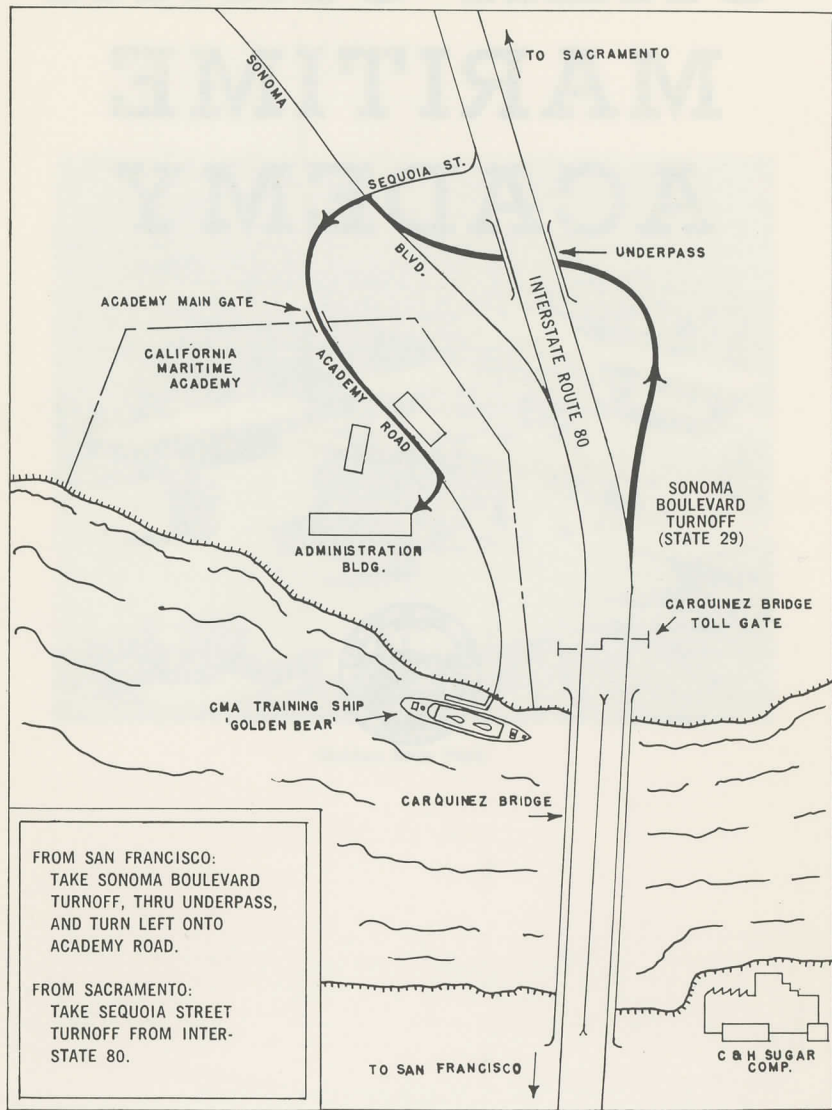 TO SACRAMENTO
SONOMA
SEQUOIA ST.
BLVD.
UNDERPASS
ACADEMY MAIN GATE
INTERSTATE ROUTE 80
CALIFORNIA
MARITIME
ACADEMY
ACADEMY ROAD
SONOMA
BOULEVARD
TURNOFF
(STATE 29)
ADMINISTRATION
BLDG.
CARQUINEZ BRIDGE
TOLL GATE
CMA TRAINING SHIP
'GOLDEN BEAR'
CARQUINEZ BRIDGE
FROM SAN FRANCISCO:
TAKE SONOMA BOULEVARD
TURNOFF, THRU UNDERPASS,
AND TURN LEFT ONTO
ACADEMY ROAD.
FROM SACRAMENTO:
TAKE SEQUOIA STREET
TURNOFF FROM INTER-
STATE 80.
TO SAN FRANCISCO
C & H SUGAR
COMP.
MARITIME
ACADEMY